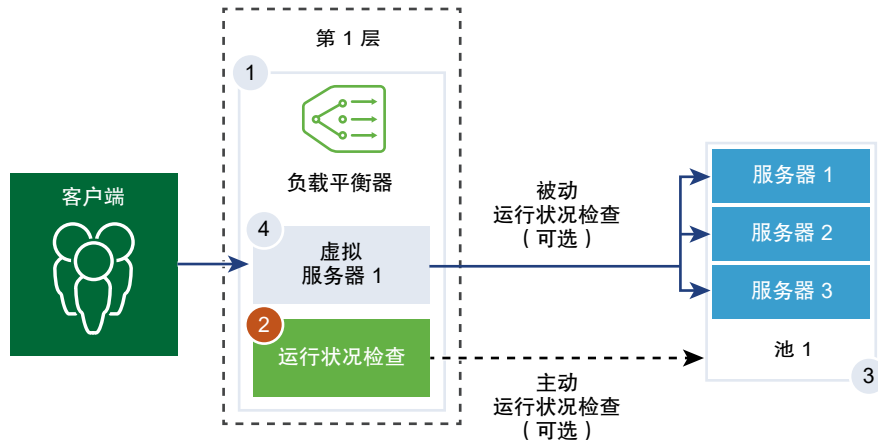 第 1 层
1
负载平衡器
客户端
4
虚拟
服务器 1
2
运行状况检查
被动
运行状况检查
（可选）
主动
运行状况检查
（可选）
服务器 1
服务器 2
服务器 3
池 1
3